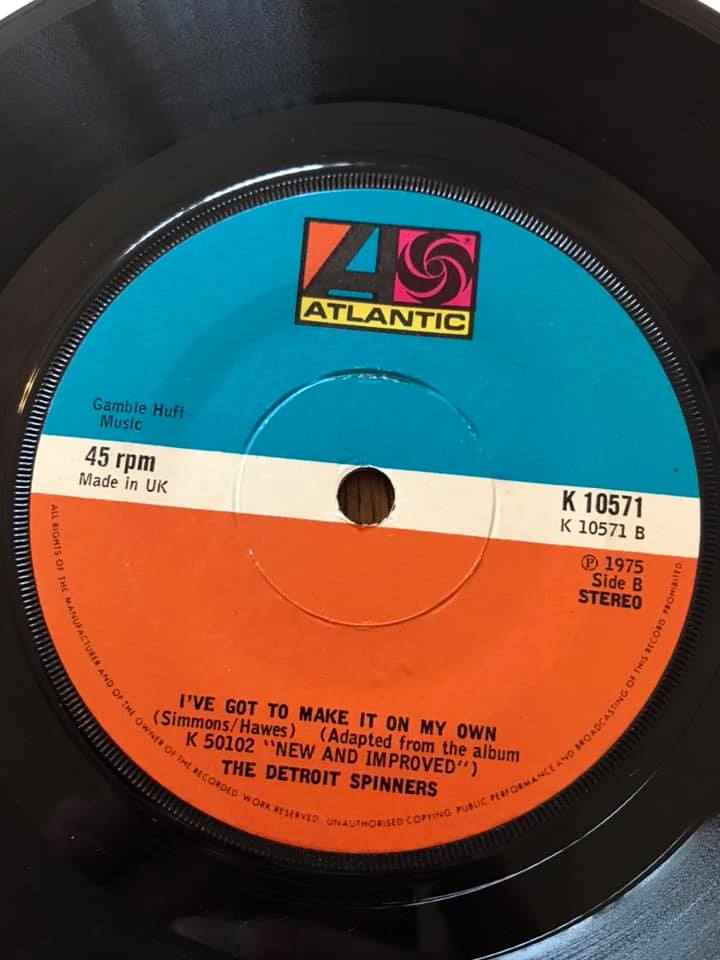 ATLANTIC
Gamble Huff
Music
45 rpm
Made in UK
K 10571
K 10571 B
℗ 1975
Side B
STEREO
I'VE GOT TO MAKE IT ON MY OWN
(Simmons/Hawes) (Adapted from the album
K 50102 "NEW AND IMPROVED")
THE DETROIT SPINNERS
ALL RIGHTS OF THE MANUFACTURER AND OF THE OWNER OF THE RECORDED WORK RESERVED. UNAUTHORISED COPYING, PUBLIC PERFORMANCE AND BROADCASTING OF THIS RECORD PROHIBITED.